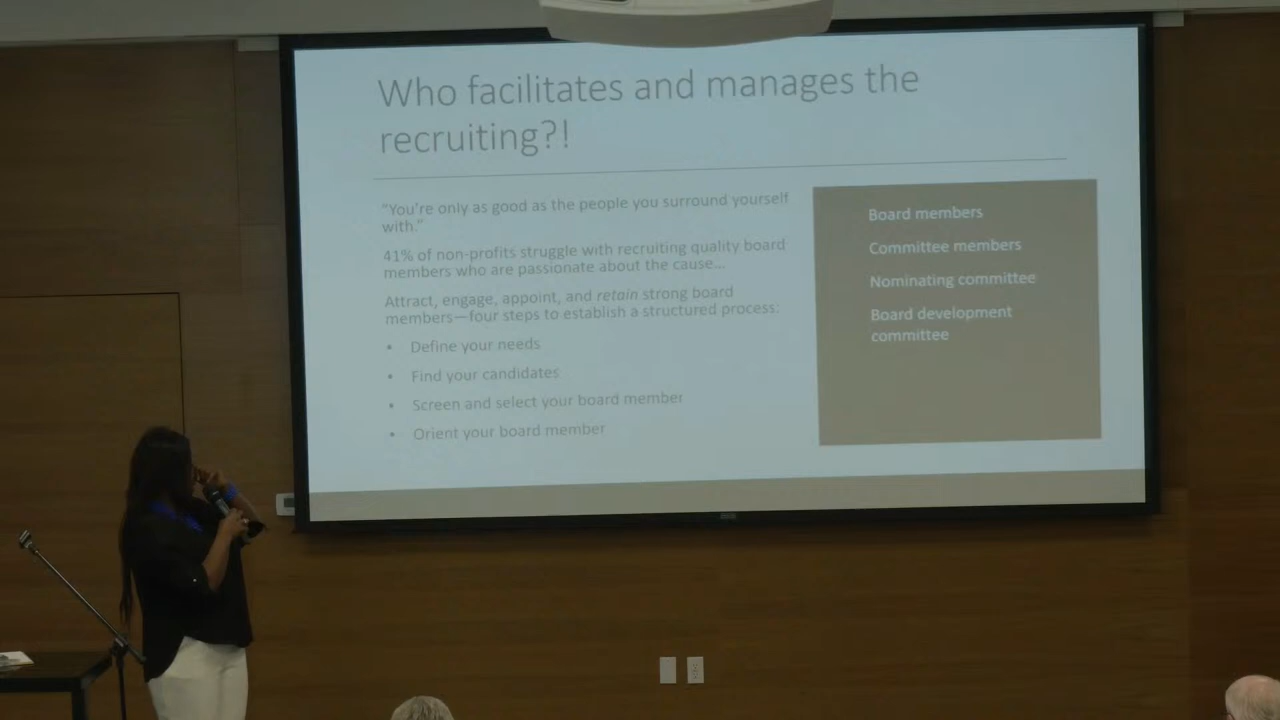 Who facilitates and manages the
recruiting?!
"You're only as good as the people you surround yourself
with."
41% of non-profits struggle with recruiting quality board
members who are passionate about the cause...
Attract, engage, appoint, and retain strong board
members—four steps to establish a structured process:
• Define your needs
• Find your candidates
• Screen and select your board member
• Orient your board member
Board members
Committee members
Nominating committee
Board development
committee